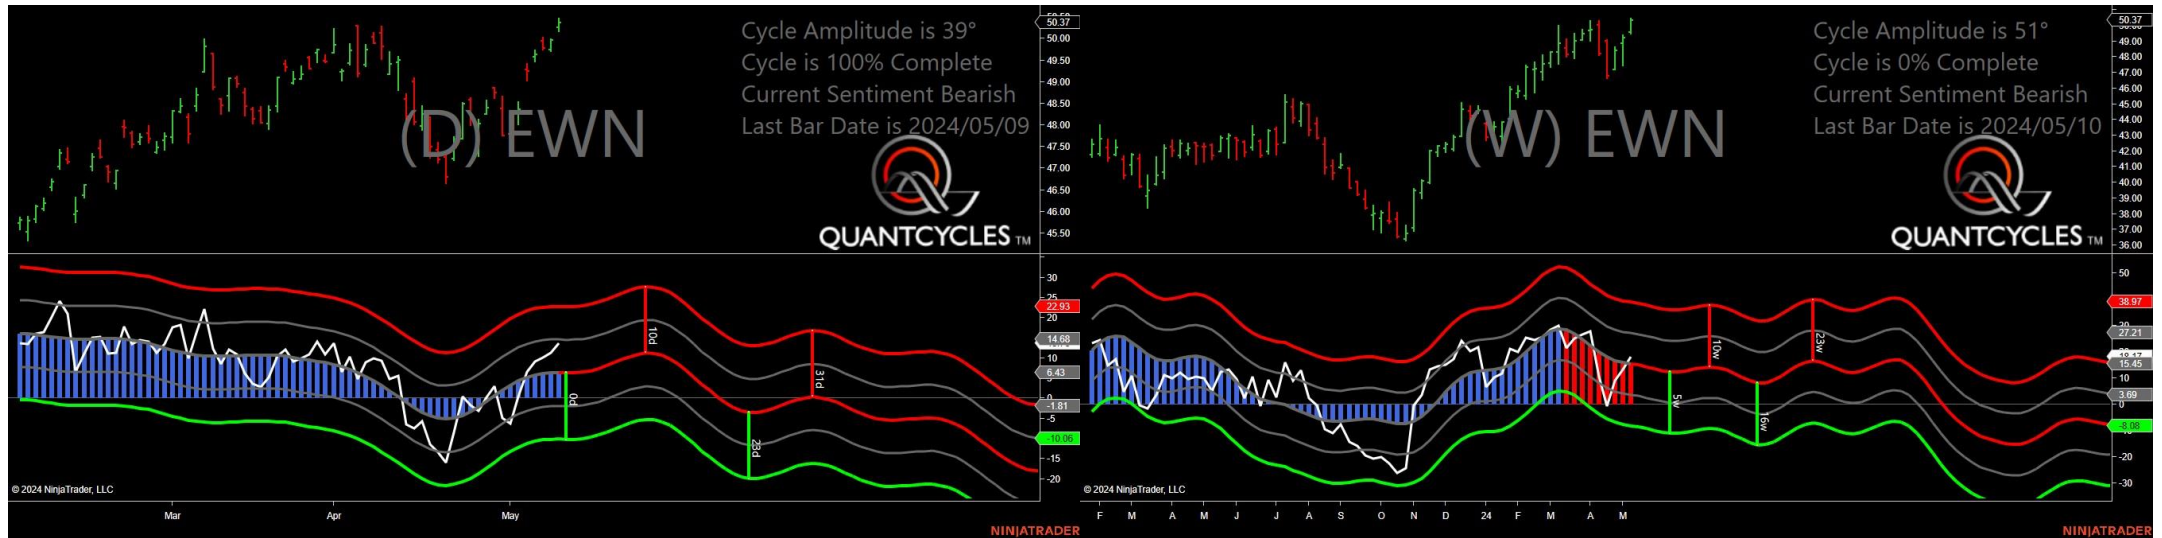 Cycle Amplitude is 39°
Cycle is 100% Complete
Current Sentiment Bearish
Last Bar Date is 2024/05/09
(D) EWN
QUANTCYCLES TM
50.37
50.00
49.50
49.00
48.50
48.00
47.50
47.00
46.50
46.00
45.50
30
25
22.93
20
14.68
10
6.43
0
-1.81
-5
-10.06
-15
-20
10d
0d
23d
31d
© 2024 NinjaTrader, LLC
Mar Apr May
NINJATRADER
Cycle Amplitude is 51°
Cycle is 0% Complete
Current Sentiment Bearish
Last Bar Date is 2024/05/10
(W) EWN
QUANTCYCLES TM
50.37
49.00
48.00
47.00
46.00
45.00
44.00
43.00
42.00
41.00
40.00
39.00
38.00
37.00
36.00
50
38.97
27.21
15.45
10
3.69
0
-8.08
-20
-30
10w
23w
5w
16w
© 2024 NinjaTrader, LLC
F M A M J J A S O N D 24 F M A M
NINJATRADER